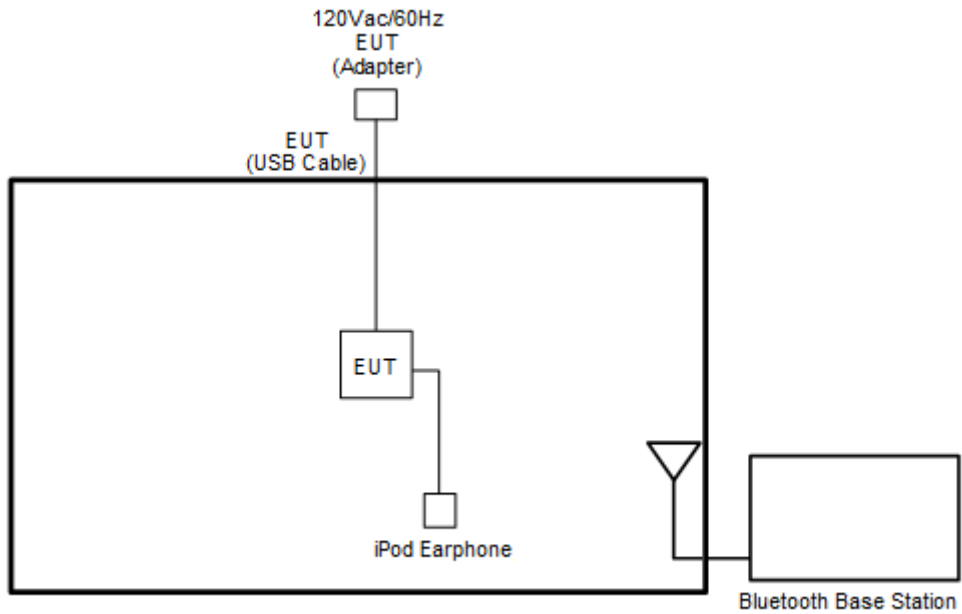 120Vac/60Hz
EUT
(Adapter)
EUT
(USB Cable)
EUT
iPod Earphone
Bluetooth Base Station